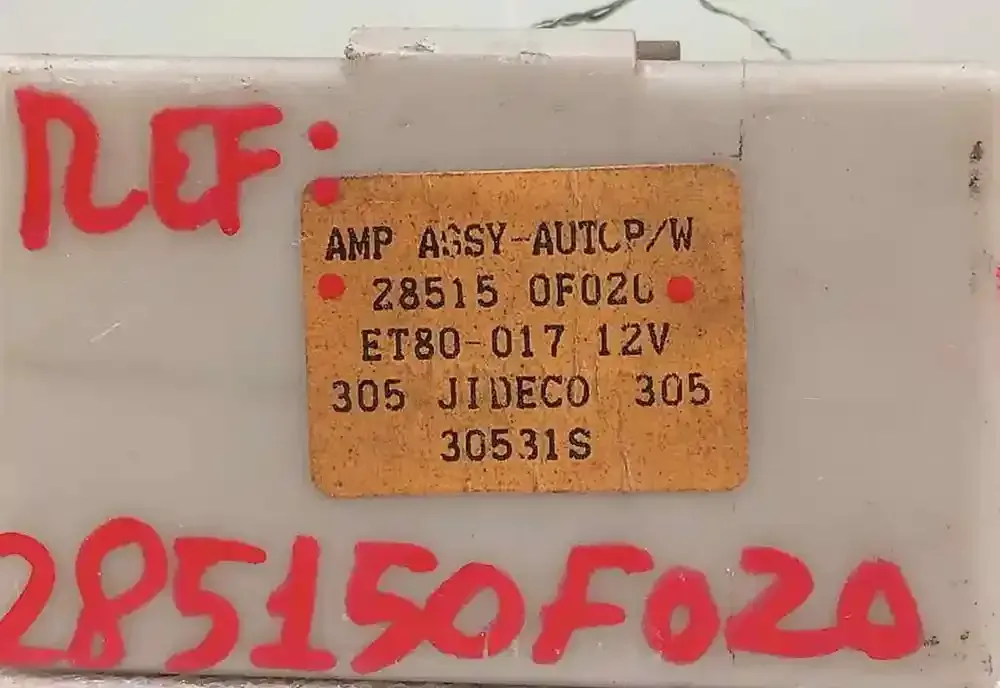 REF:
AMP ASSY-AUTOP/W
28515 0F020
ET80-017 12V
305 JIDECO 305
30531S
285150F020